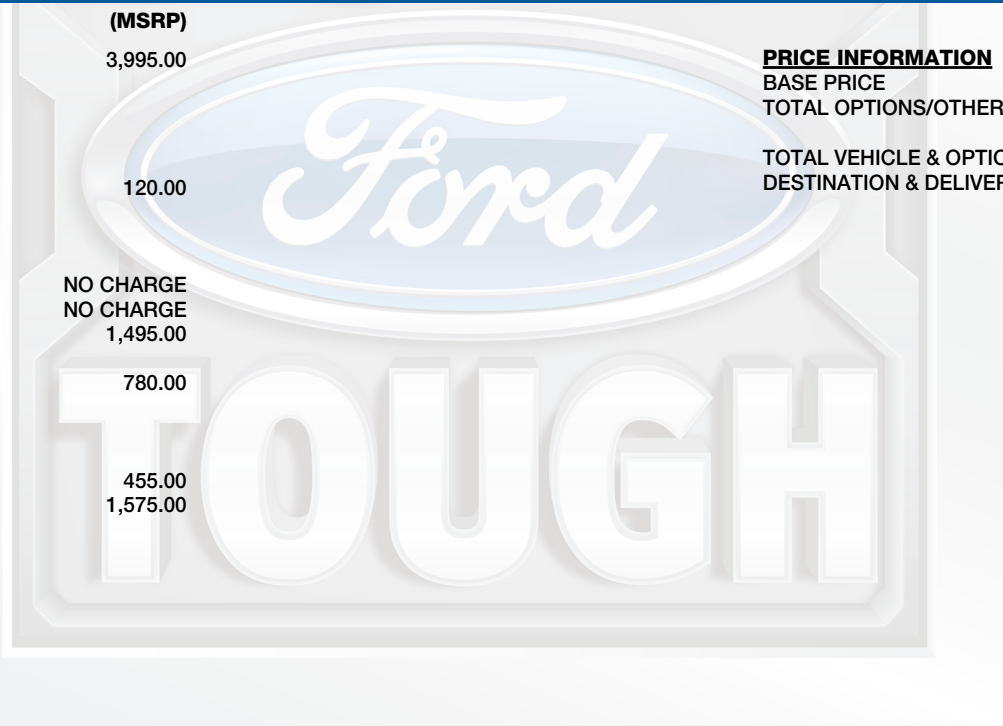 (MSRP)
3,995.00
120.00
NO CHARGE
NO CHARGE
1,495.00
780.00
455.00
1,575.00
PRICE INFORMATION
BASE PRICE
TOTAL OPTIONS/OTHER
TOTAL VEHICLE & OPTIO
DESTINATION & DELIVER
Ford
TOUGH